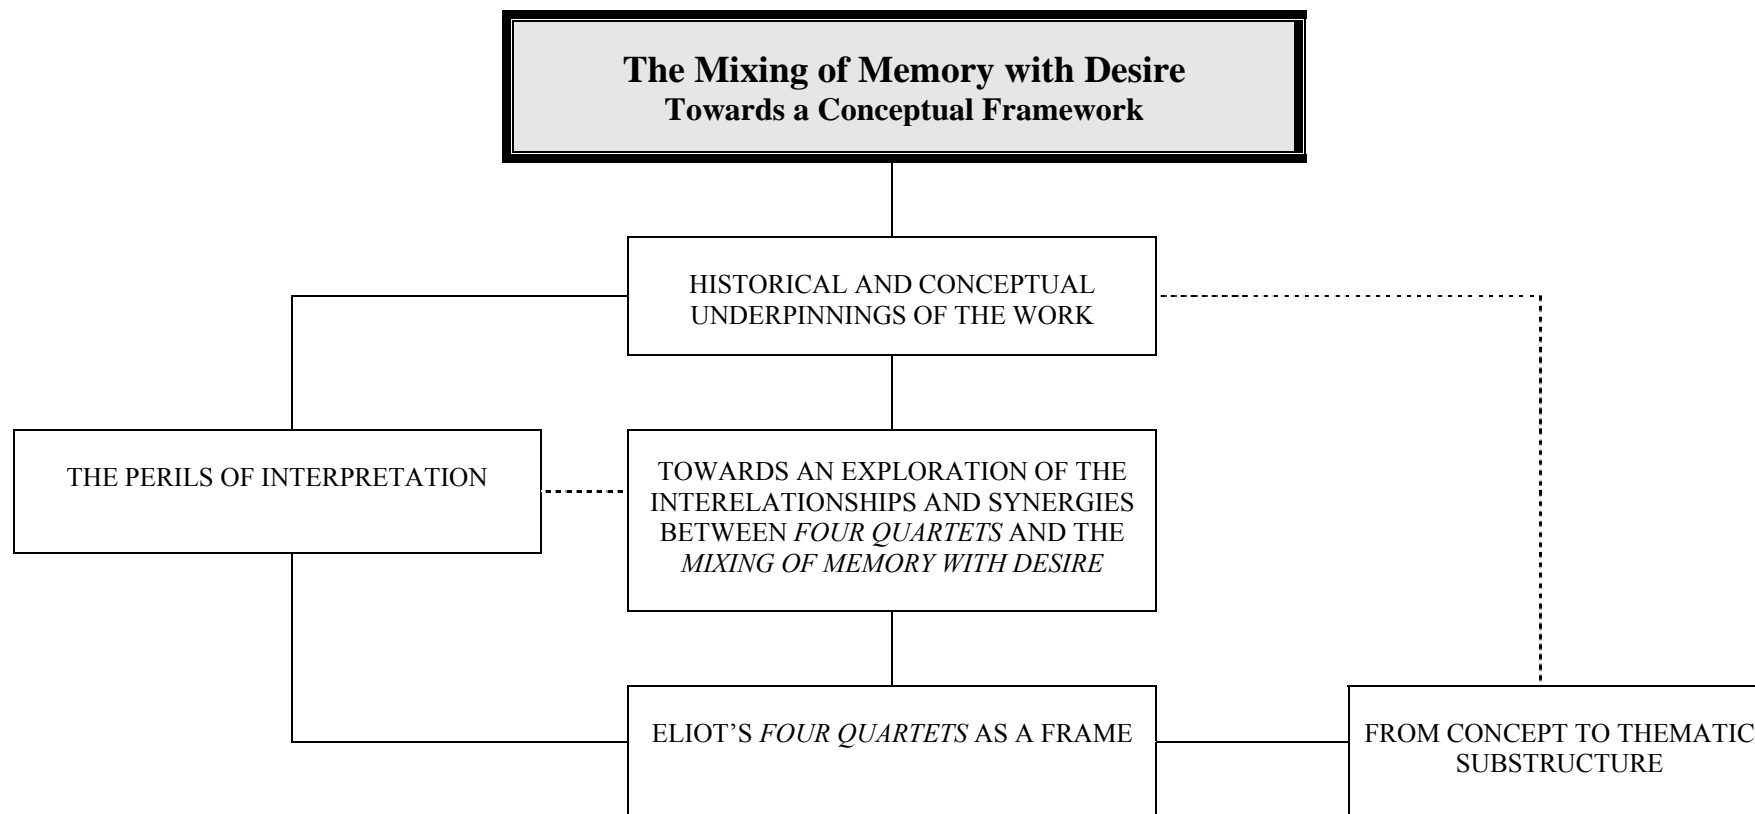 The Mixing of Memory with Desire
Towards a Conceptual Framework
HISTORICAL AND CONCEPTUAL
UNDERPINNINGS OF THE WORK
THE PERILS OF INTERPRETATION
TOWARDS AN EXPLORATION OF THE
INTERELATIONSHIPS AND SYNERGIES
BETWEEN FOUR QUARTETS AND THE
MIXING OF MEMORY WITH DESIRE
ELIOT’S FOUR QUARTETS AS A FRAME
FROM CONCEPT TO THEMATIC
SUBSTRUCTURE